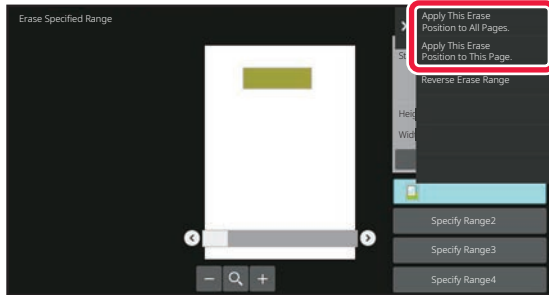 Erase Specified Range
Apply This Erase
Position to All Pages.
Apply This Erase
Position to This Page.
Reverse Erase Range
Specify Range2
Specify Range3
Specify Range4